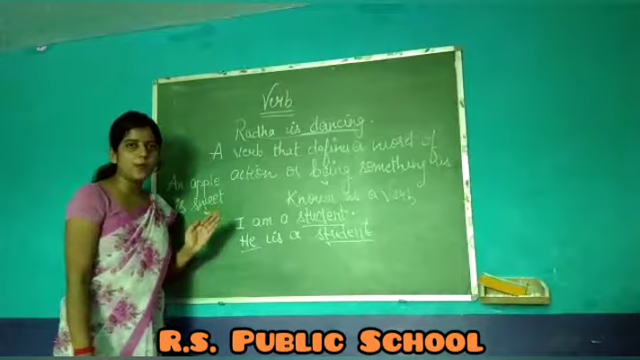 Verb
Radha is dancing.
A verb that defines a word of
action or being something is
Known as a verb
An apple
is sweet
I am a student.
He is a student
R.S. Public School